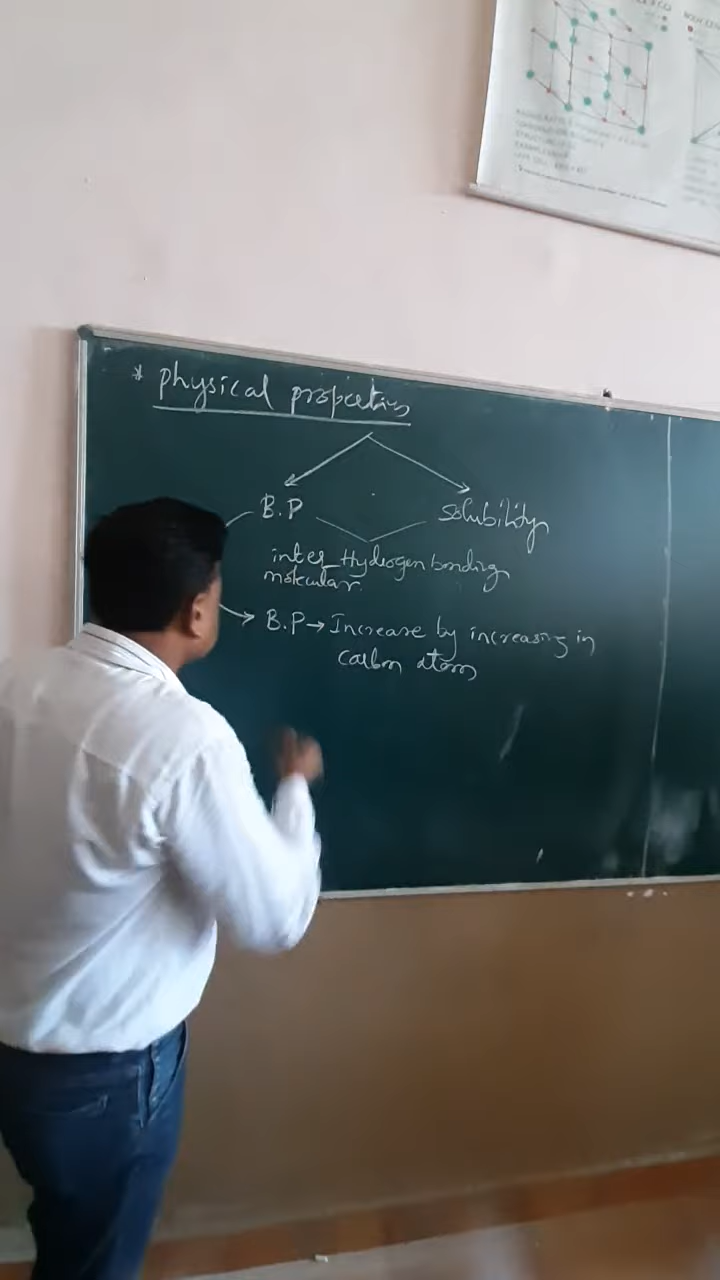 * physical properties
B.P
solubility
inter Hydrogen bonding
molecular.
B.P → Increase by increasing in
carbon atom